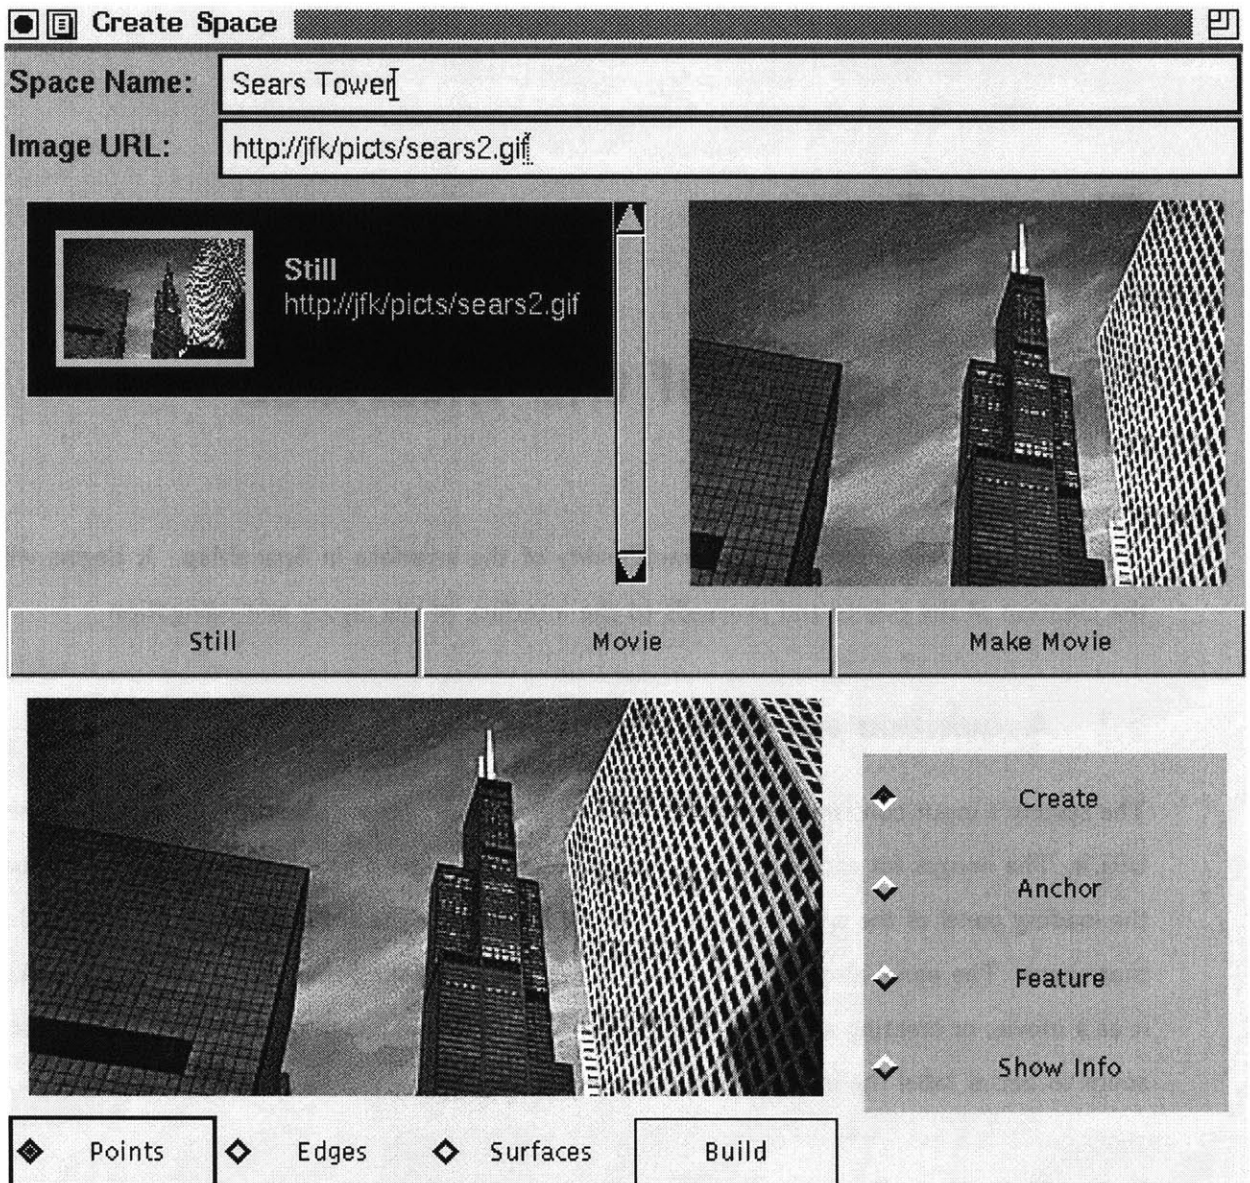 Create Space
Space Name: Sears Tower
Image URL: http://jfk/picts/sears2.gif
Still
http://jfk/picts/sears2.gif
Still Movie Make Movie
Create
Anchor
Feature
Show Info
Points Edges Surfaces Build